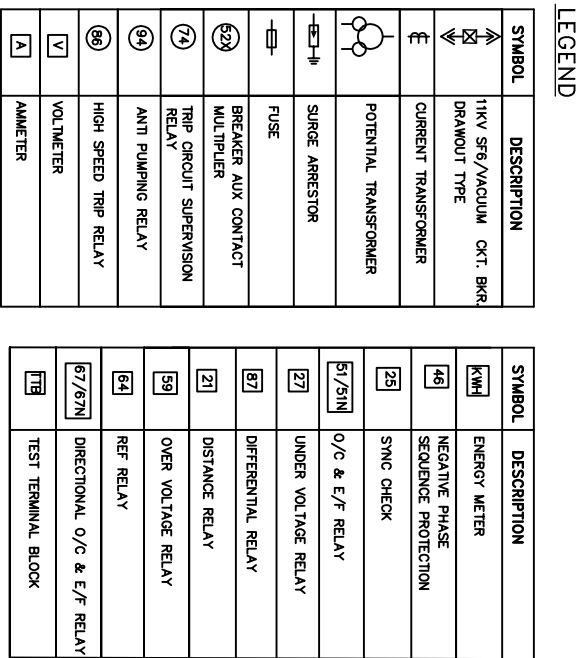 LEGEND
SYMBOL DESCRIPTION
11KV SF6/VACUUM CKT. BKR.
DRAWOUT TYPE
CURRENT TRANSFORMER
POTENTIAL TRANSFORMER
SURGE ARRESTOR
FUSE
52X BREAKER AUX CONTACT
MULTIPLIER
74 TRIP CIRCUIT SUPERVISION
RELAY
94 ANTI PUMPING RELAY
86 HIGH SPEED TRIP RELAY
V VOLTMETER
A AMMETER
SYMBOL DESCRIPTION
KWH ENERGY METER
46 NEGATIVE PHASE
SEQUENCE PROTECTION
25 SYNC CHECK
51/51N O/C & E/F RELAY
27 UNDER VOLTAGE RELAY
87 DIFFERENTIAL RELAY
21 DISTANCE RELAY
59 OVER VOLTAGE RELAY
64 REF RELAY
67/67N DIRECTIONAL O/C & E/F RELAY
TTB TEST TERMINAL BLOCK